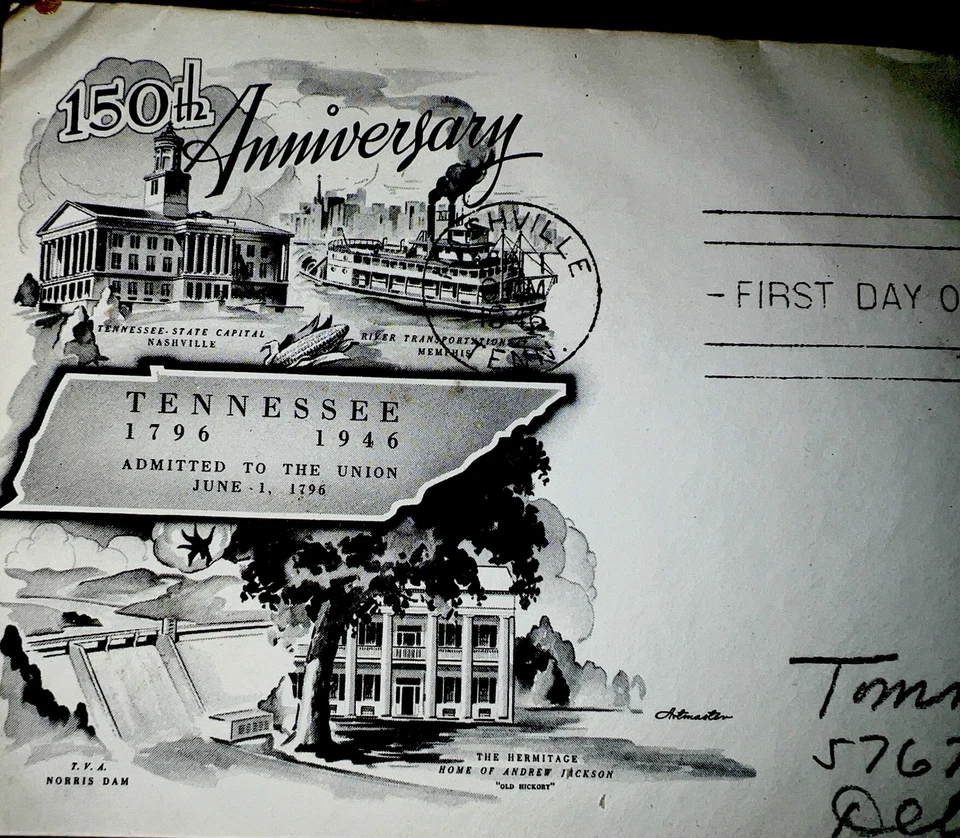 150th
Anniversary
TENNESSEE-STATE CAPITAL
NASHVILLE
RIVER TRANSPORTATION
MEMPHIS
NASHVILLE
TENN.
FIRST DAY O
TENNESSEE
1796 1946
ADMITTED TO THE UNION
JUNE 1, 1796
Artmaster
T.V.A.
NORRIS DAM
THE HERMITAGE
HOME OF ANDREW JACKSON
"OLD HICKORY"
5767